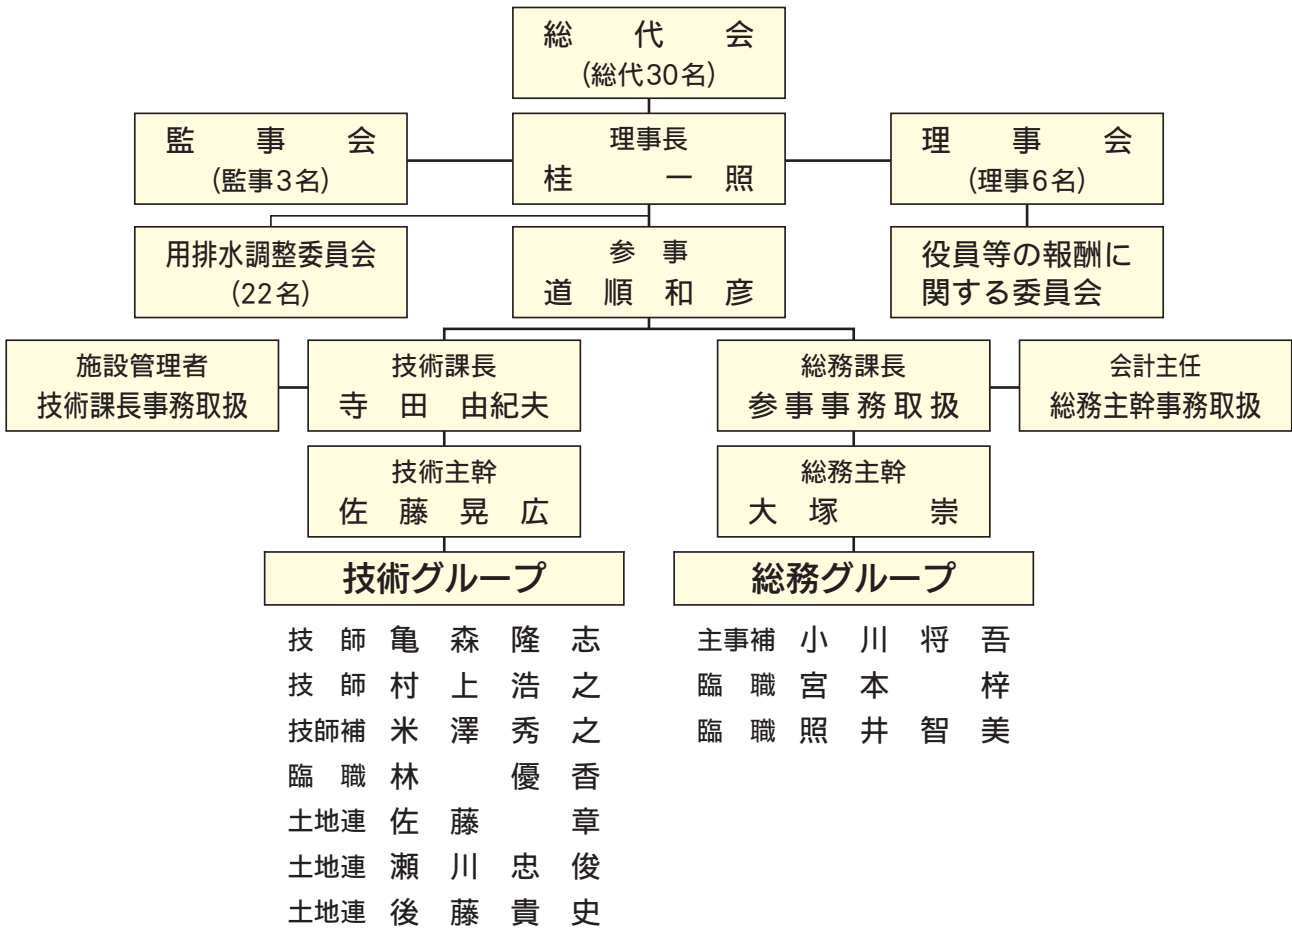 総代会
(総代30名)
監事会
(監事3名)
理事長
桂一照
理事会
(理事6名)
用排水調整委員会
(22名)
参事
道順和彦
役員等の報酬に
関する委員会
施設管理者
技術課長事務取扱
技術課長
寺田由紀夫
総務課長
参事事務取扱
会計主任
総務主幹事務取扱
技術主幹
佐藤晃広
総務主幹
大塚崇
技術グループ
技師 亀森隆志
技師 村上浩之
技師補 米澤秀之
臨職 林優香
土地連 佐藤章
土地連 瀬川忠俊
土地連 後藤貴史
総務グループ
主事補 小川将吾
臨職 宮本梓
臨職 照井智美